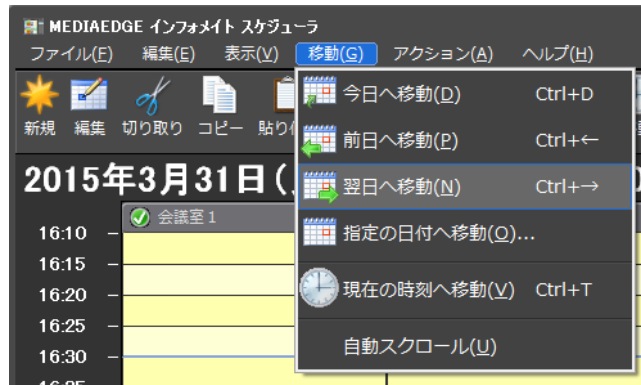 MEDIAEDGE インフォメイト スケジューラ
ファイル(F) 編集(E) 表示(V) 移動(G) アクション(A) ヘルプ(H)
新規 編集 切り取り コピー 貼り
2015年3月31日(
会議室1
16:10
16:15
16:20
16:25
16:30
今日へ移動(D) Ctrl+D
前日へ移動(P) Ctrl+←
翌日へ移動(N) Ctrl+→
指定の日付へ移動(O)...
現在の時刻へ移動(V) Ctrl+T
自動スクロール(U)